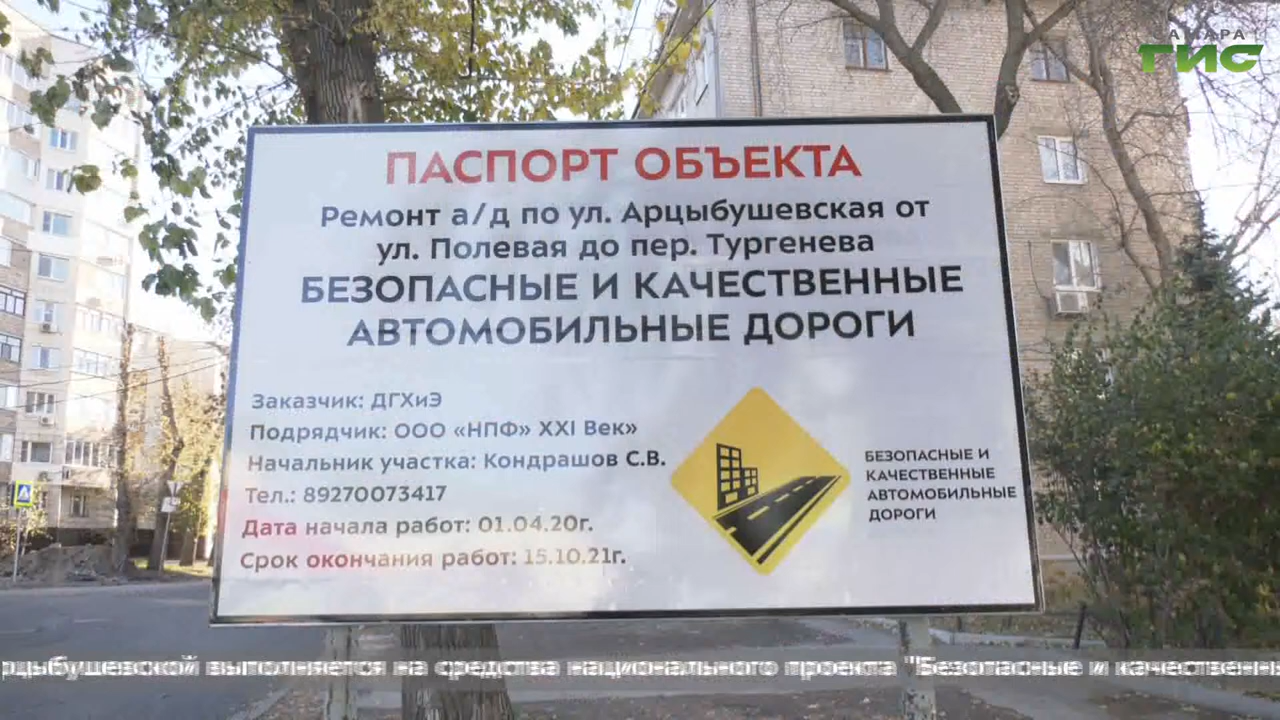 САМАРА
ГИС
ПАСПОРТ ОБЪЕКТА
Ремонт а/д по ул. Арцыбушевская от
ул. Полевая до пер. Тургенева
БЕЗОПАСНЫЕ И КАЧЕСТВЕННЫЕ
АВТОМОБИЛЬНЫЕ ДОРОГИ
Заказчик: ДГХиЭ
Подрядчик: ООО «НПФ» XXI Век»
Начальник участка: Кондрашов С.В.
Тел.: 89270073417
Дата начала работ: 01.04.20г.
Срок окончания работ: 15.10.21г.
БЕЗОПАСНЫЕ И
КАЧЕСТВЕННЫЕ
АВТОМОБИЛЬНЫЕ
ДОРОГИ
рцыбушевской выполняется на средства национального проекта "Безопасные и качественны